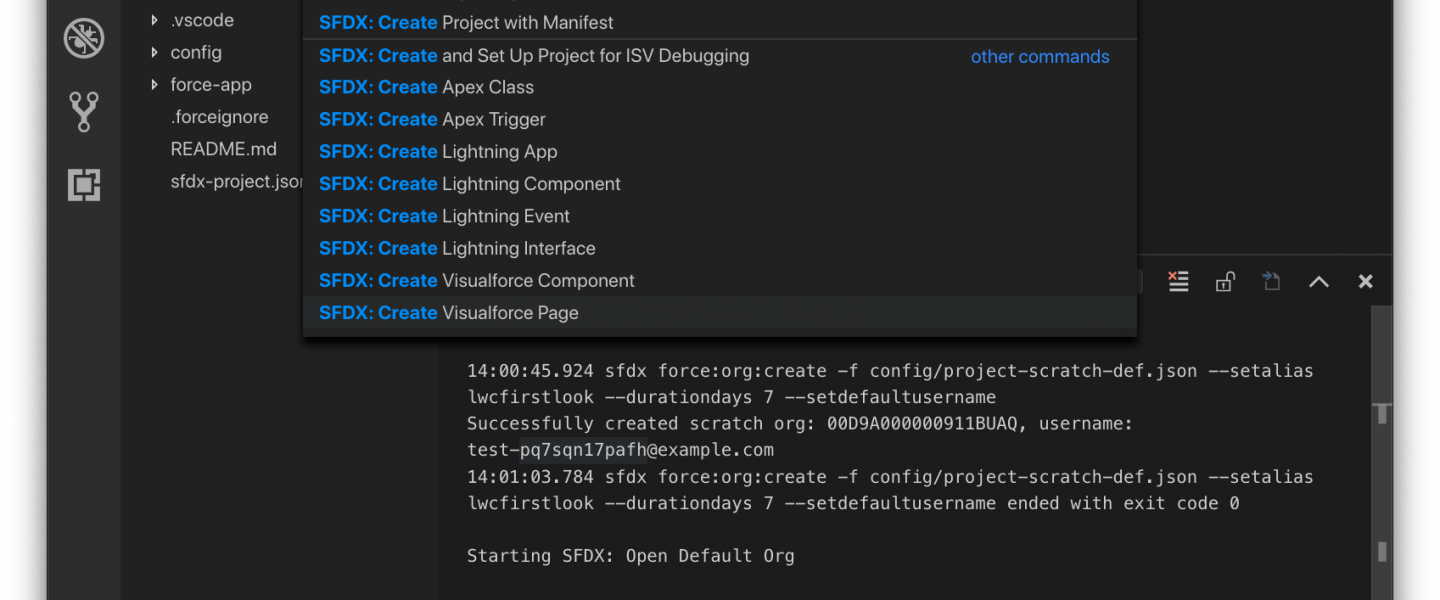 .vscode
config
force-app
.forceignore
README.md
sfdx-project.json
SFDX: Create Project with Manifest
SFDX: Create and Set Up Project for ISV Debugging
other commands
SFDX: Create Apex Class
SFDX: Create Apex Trigger
SFDX: Create Lightning App
SFDX: Create Lightning Component
SFDX: Create Lightning Event
SFDX: Create Lightning Interface
SFDX: Create Visualforce Component
SFDX: Create Visualforce Page
14:00:45.924 sfdx force:org:create -f config/project-scratch-def.json --setalias
lwcfirstlook --durationdays 7 --setdefaultusername
Successfully created scratch org: 00D9A000000911BUAQ, username:
test-pq7sqn17pafh@example.com
14:01:03.784 sfdx force:org:create -f config/project-scratch-def.json --setalias
lwcfirstlook --durationdays 7 --setdefaultusername ended with exit code 0
Starting SFDX: Open Default Org